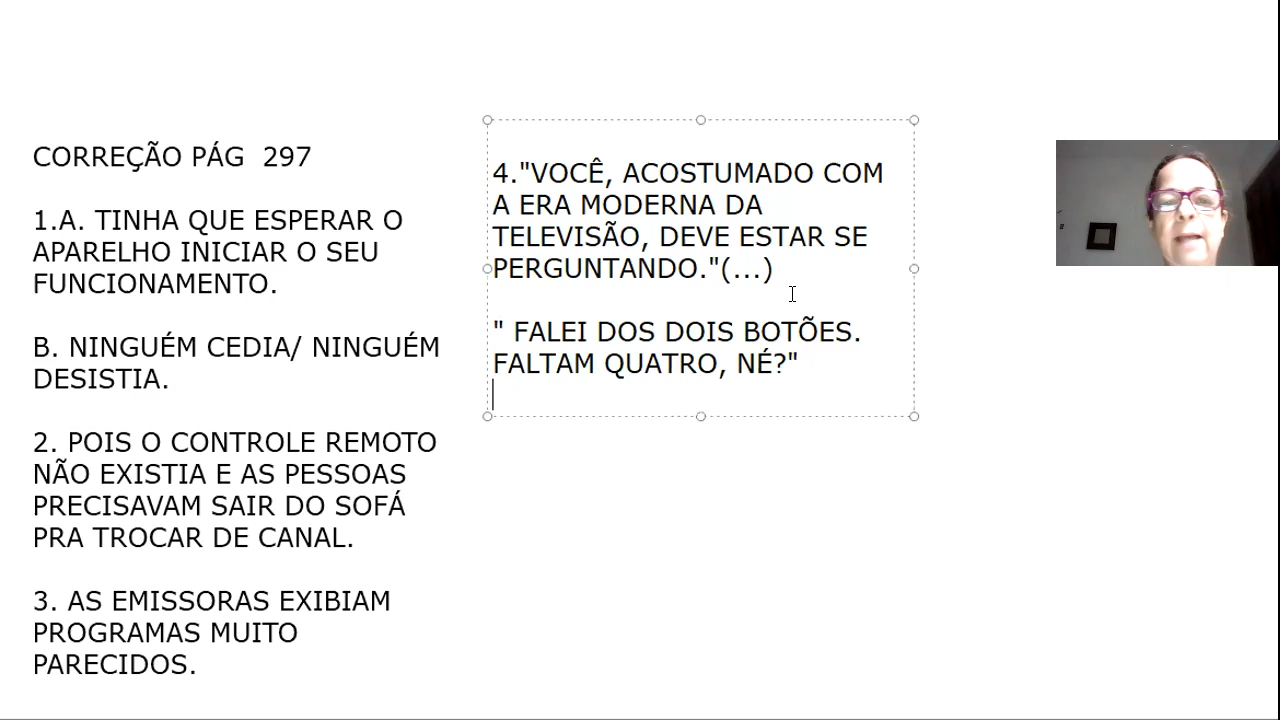 CORREÇÃO PÁG  297
1.A. TINHA QUE ESPERAR O
APARELHO INICIAR O SEU
FUNCIONAMENTO.
B. NINGUÉM CEDIA/ NINGUÉM
DESISTIA.
2. POIS O CONTROLE REMOTO
NÃO EXISTIA E AS PESSOAS
PRECISAVAM SAIR DO SOFÁ
PRA TROCAR DE CANAL.
3. AS EMISSORAS EXIBIAM
PROGRAMAS MUITO
PARECIDOS.
4."VOCÊ, ACOSTUMADO COM
A ERA MODERNA DA
TELEVISÃO, DEVE ESTAR SE
PERGUNTANDO."(...)
" FALEI DOS DOIS BOTÕES.
FALTAM QUATRO, NÉ?"